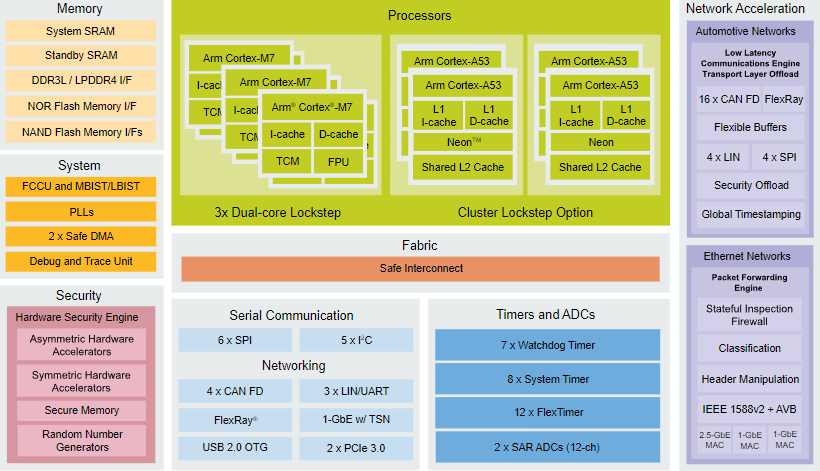 Memory
System SRAM
Standby SRAM
DDR3L / LPDDR4 I/F
NOR Flash Memory I/F
NAND Flash Memory I/Fs
System
FCCU and MBIST/LBIST
PLLs
2 x Safe DMA
Debug and Trace Unit
Security
Hardware Security Engine
Asymmetric Hardware
Accelerators
Symmetric Hardware
Accelerators
Secure Memory
Random Number
Generators
Processors
Arm Cortex-M7
I-cac
TCM
Arm Cortex-M7
I-cac
TCM
Arm® Cortex®-M7
I-cache
D-cache
TCM
FPU
3x Dual-core Lockstep
Arm Cortex-A53
Arm Cortex-A53
L1
I-cache
L1
D-cache
Neon™
Shared L2 Cache
Arm Cortex-A53
Arm Cortex-A53
L1
I-cache
L1
D-cache
Neon
Shared L2 Cache
Cluster Lockstep Option
Fabric
Safe Interconnect
Serial Communication
6 x SPI
5 x I²C
Networking
4 x CAN FD
3 x LIN/UART
FlexRay®
1-GbE w/ TSN
USB 2.0 OTG
2 x PCIe 3.0
Timers and ADCs
7 x Watchdog Timer
8 x System Timer
12 x FlexTimer
2 x SAR ADCs (12-ch)
Network Acceleration
Automotive Networks
Low Latency
Communications Engine
Transport Layer Offload
16 x CAN FD
FlexRay
Flexible Buffers
4 x LIN
4 x SPI
Security Offload
Global Timestamping
Ethernet Networks
Packet Forwarding
Engine
Stateful Inspection
Firewall
Classification
Header Manipulation
IEEE 1588v2 + AVB
2.5-GbE
MAC
1-GbE
MAC
1-GbE
MAC